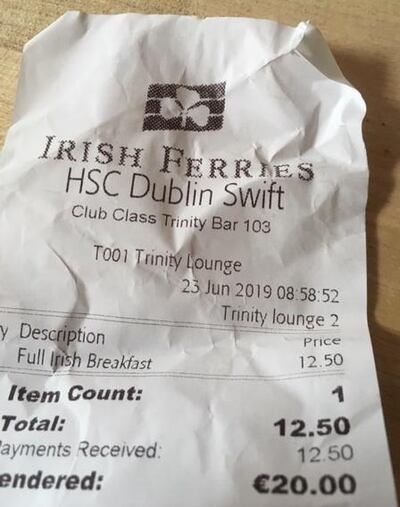 IRISH FERRIES
HSC Dublin Swift
Club Class Trinity Bar 103
T001 Trinity Lounge
23 Jun 2019 08:58:52
Trinity lounge 2
y Description Price
Full Irish Breakfast 12.50
Item Count: 1
Total: 12.50
ayments Received: 12.50
endered: €20.00